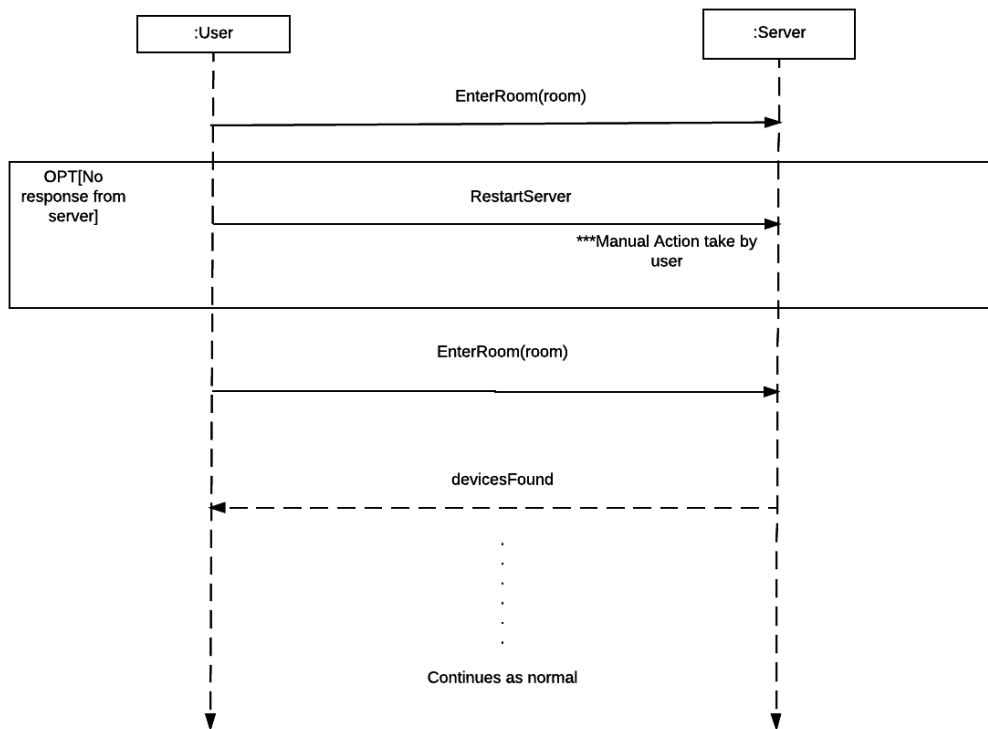 :User
:Server
EnterRoom(room)
OPT[No
response from
server]
RestartServer
***Manual Action take by
user
EnterRoom(room)
devicesFound
Continues as normal